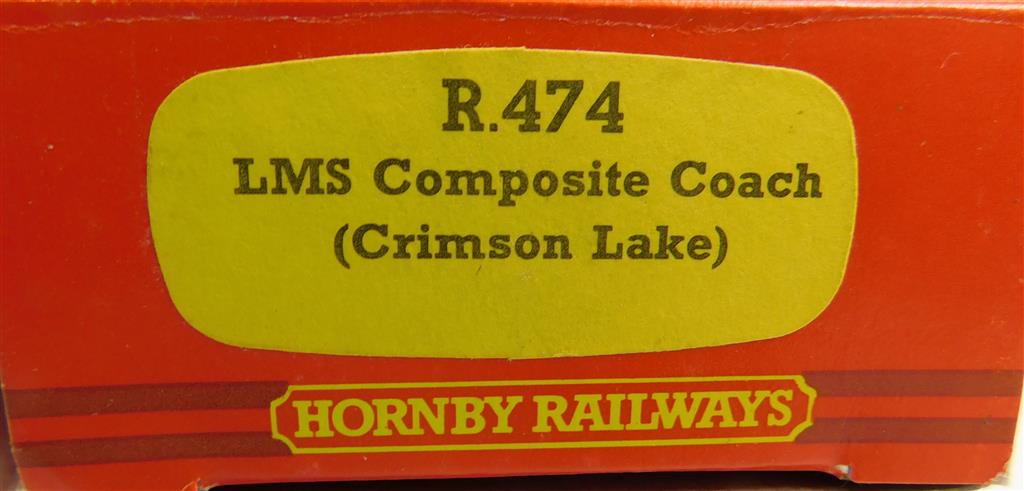 R.474
LMS Composite Coach
(Crimson Lake)
HORNBY RAILWAYS